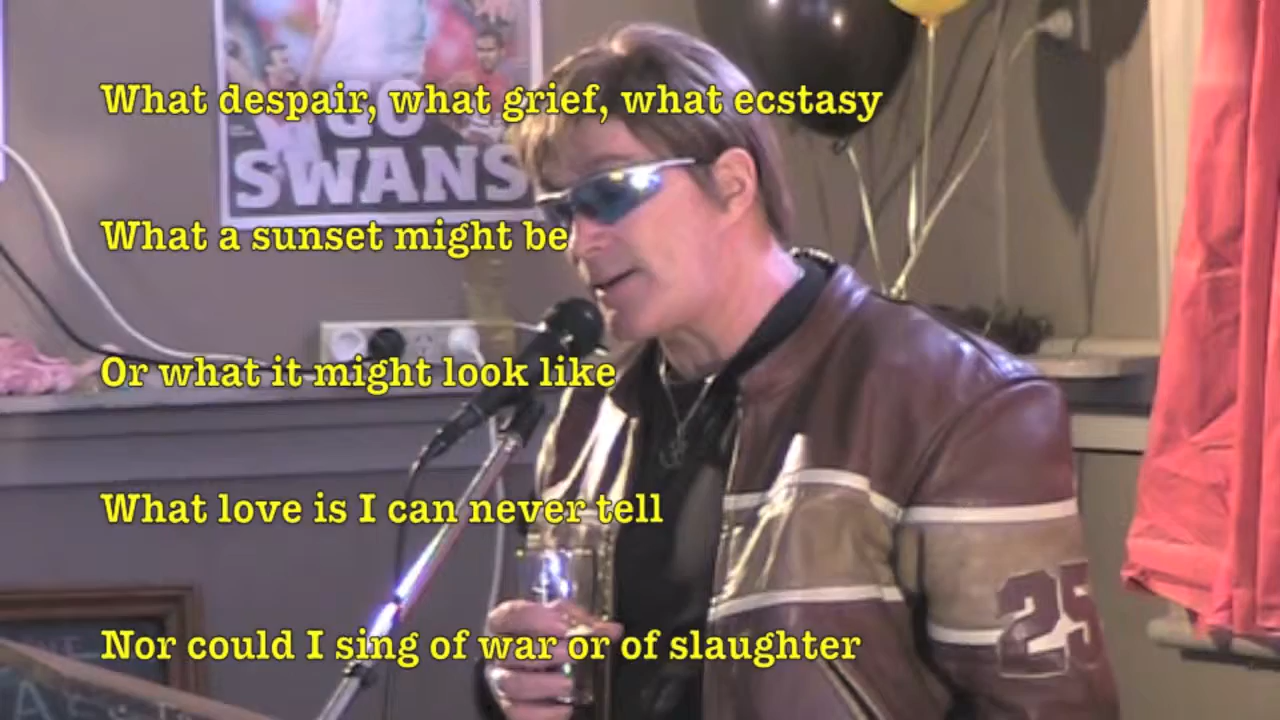 What despair, what grief, what ecstasy
GO
SWANS
What a sunset might be
Or what it might look like
What love is I can never tell
Nor could I sing of war or of slaughter
25